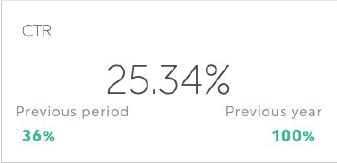 CTR
25.34%
Previous period Previous year
36% 100%